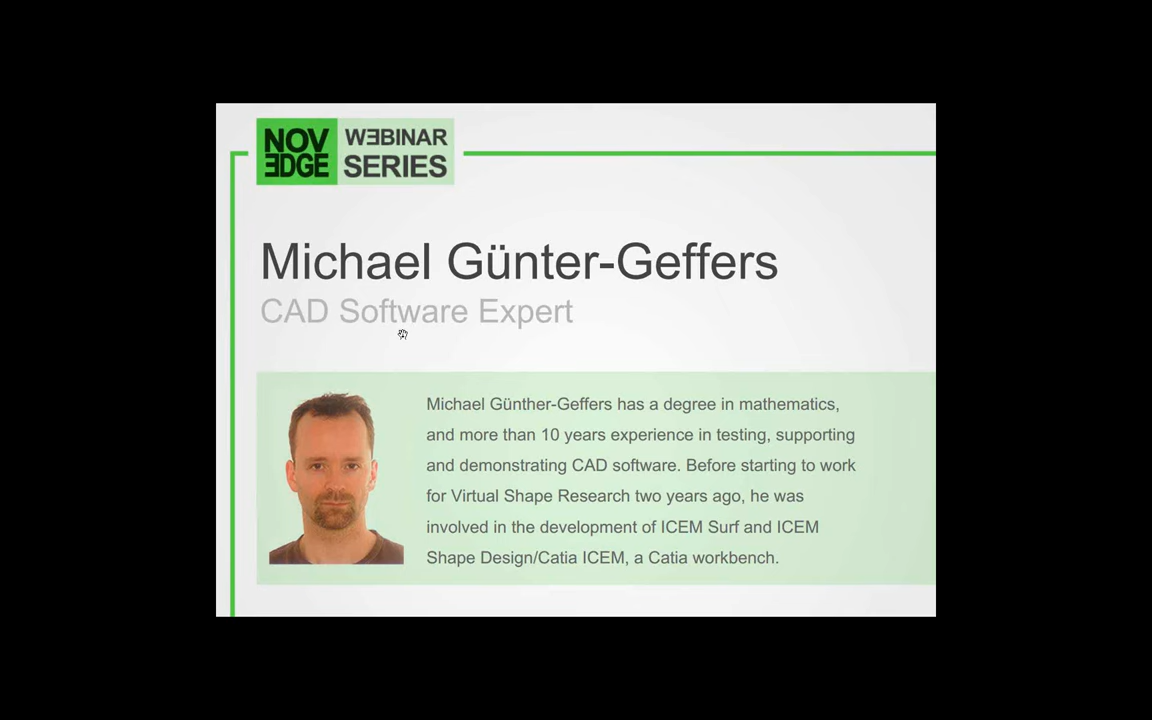 NOV
EDGE
WEBINAR
SERIES
Michael Günter-Geffers
CAD Software Expert
Michael Günther-Geffers has a degree in mathematics,
and more than 10 years experience in testing, supporting
and demonstrating CAD software. Before starting to work
for Virtual Shape Research two years ago, he was
involved in the development of ICEM Surf and ICEM
Shape Design/Catia ICEM, a Catia workbench.